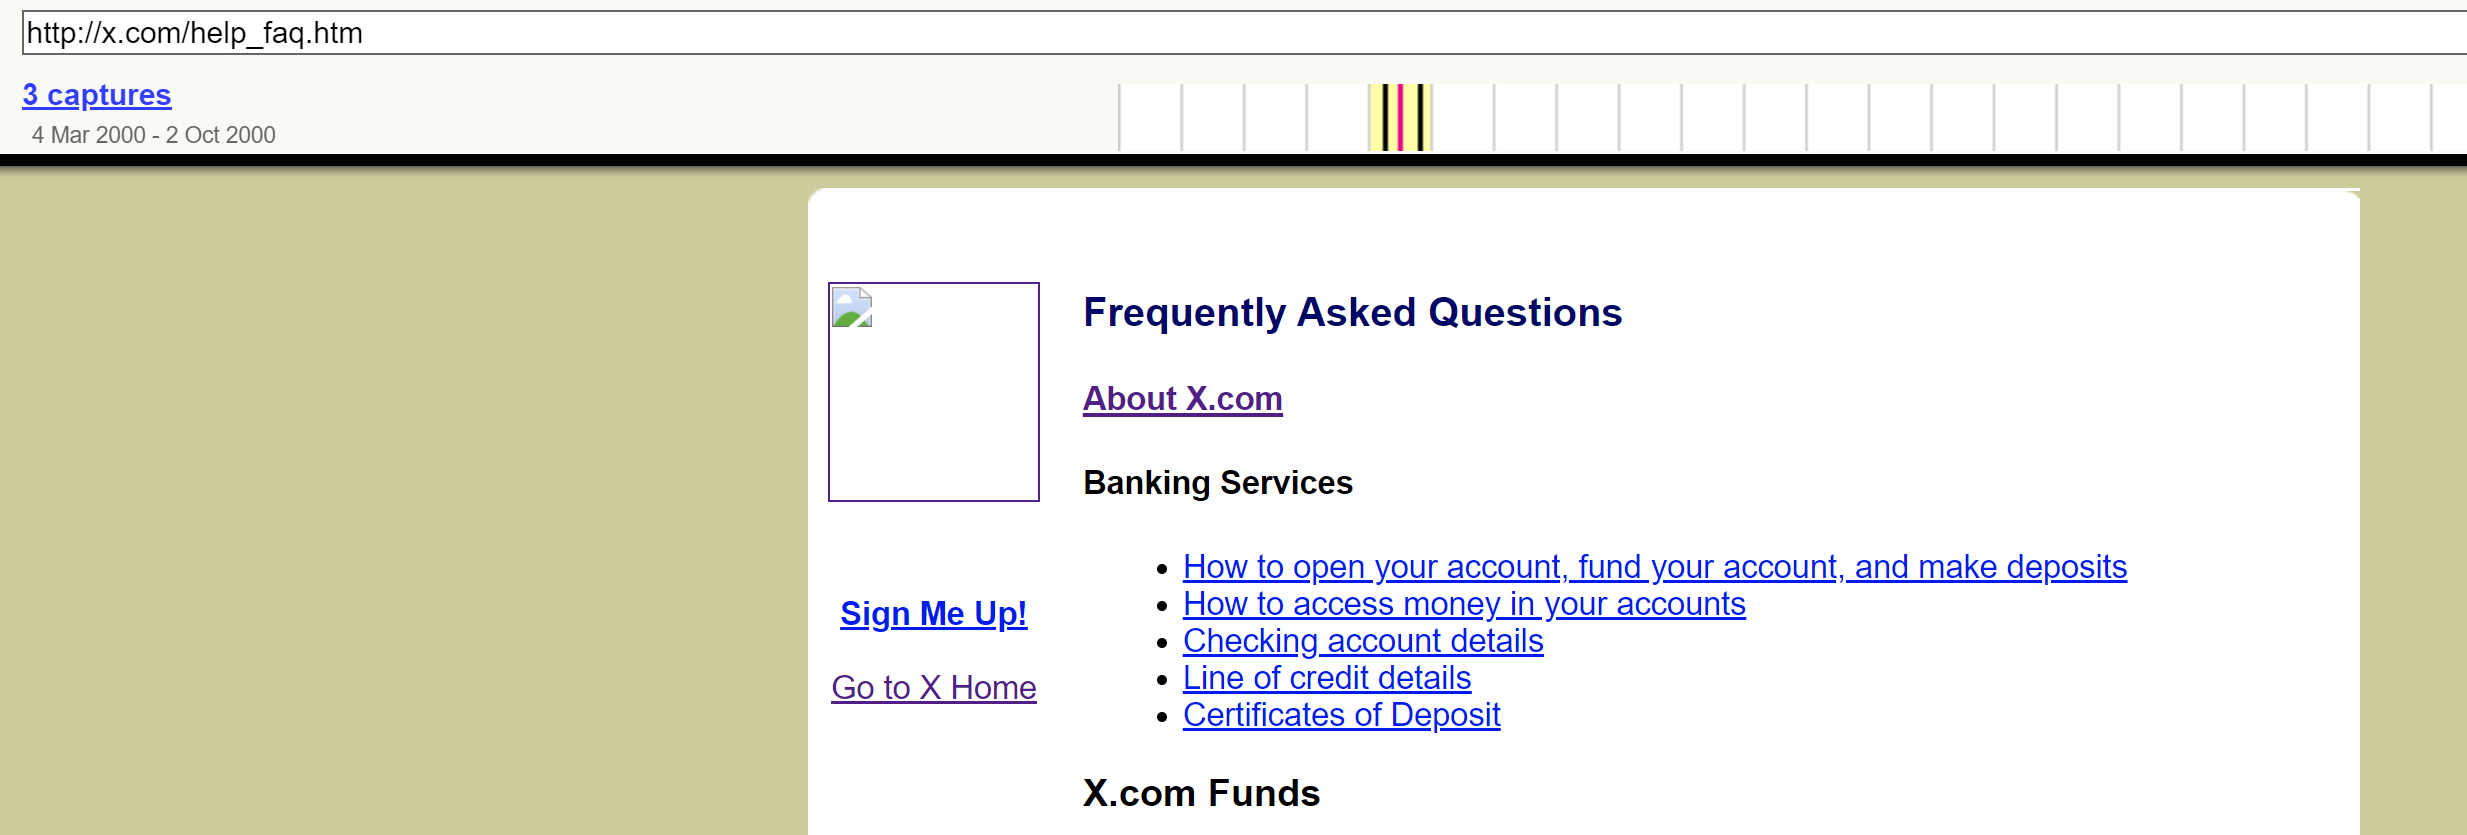 http://x.com/help_faq.htm
3 captures
4 Mar 2000 - 2 Oct 2000
Frequently Asked Questions
About X.com
Banking Services
How to open your account, fund your account, and make deposits
How to access money in your accounts
Checking account details
Line of credit details
Certificates of Deposit
X.com Funds
Sign Me Up!
Go to X Home